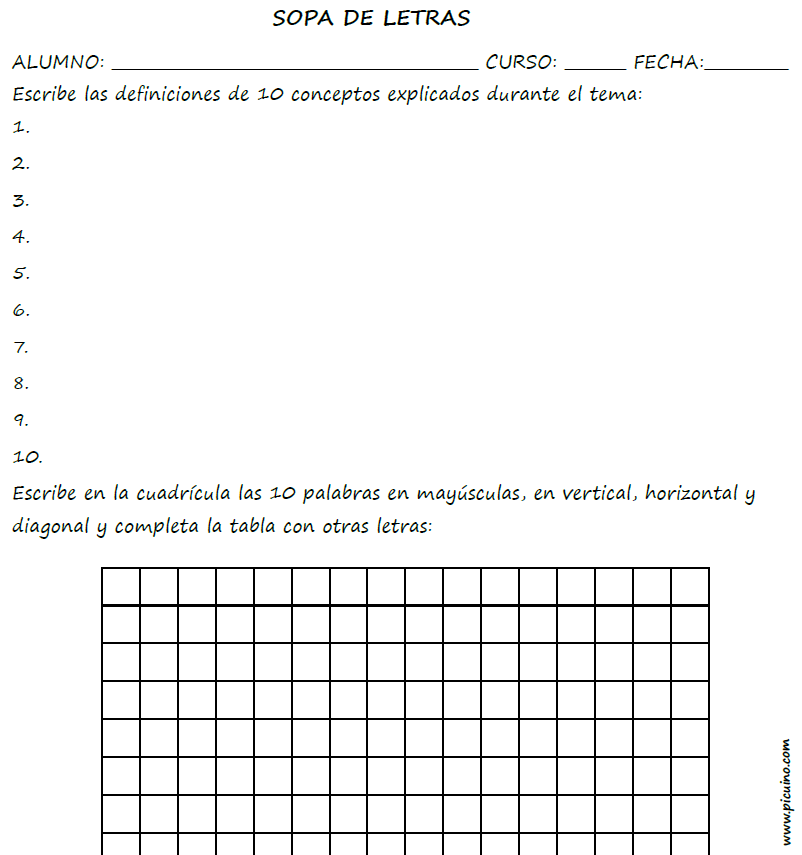 SOPA DE LETRAS
ALUMNO: ___________________________________ CURSO: ______ FECHA:________
Escribe las definiciones de 10 conceptos explicados durante el tema:
1.
2.
3.
4.
5.
6.
7.
8.
9.
10.
Escribe en la cuadrícula las 10 palabras en mayúsculas, en vertical, horizontal y
diagonal y completa la tabla con otras letras:
www.picuino.com